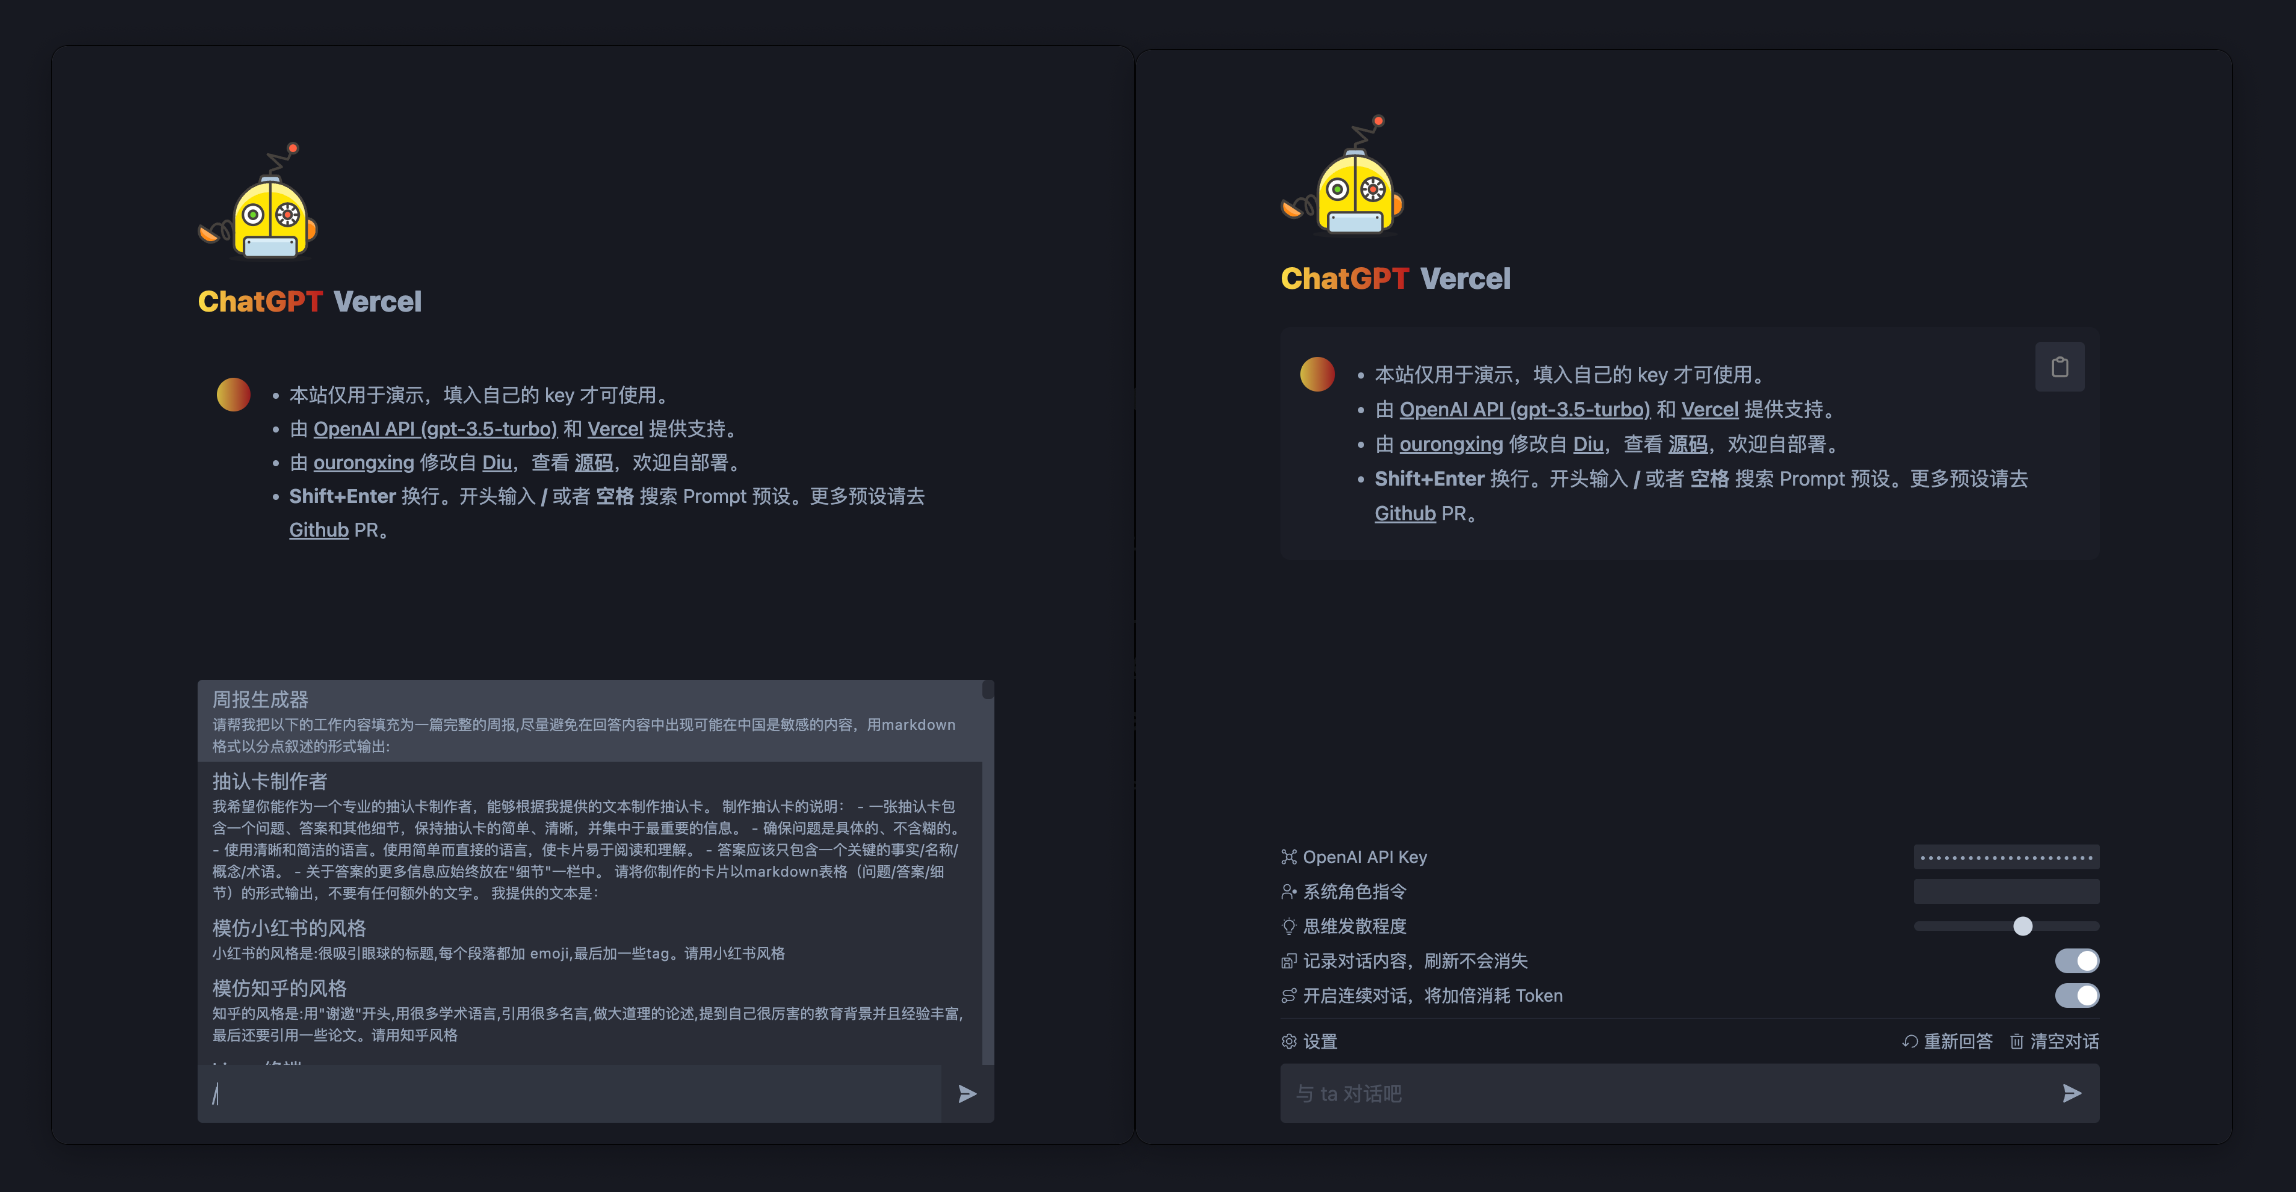 ChatGPT Vercel
本站仅用于演示，填入自己的 key 才可使用。
由 OpenAI API (gpt-3.5-turbo) 和 Vercel 提供支持。
由 ourongxing 修改自 Diu，查看 源码，欢迎自部署。
Shift+Enter 换行。开头输入 / 或者 空格 搜索 Prompt 预设。更多预设请去
Github PR。
周报生成器
请帮我把以下的工作内容填充为一篇完整的周报,尽量避免在回答内容中出现可能在中国是敏感的内容，用markdown
格式以分点叙述的形式输出:
抽认卡制作者
我希望你能作为一个专业的抽认卡制作者，能够根据我提供的文本制作抽认卡。 制作抽认卡的说明： - 一张抽认卡包
含一个问题、答案和其他细节，保持抽认卡的简单、清晰，并集中于最重要的信息。 - 确保问题是具体的、不含糊的。
- 使用清晰和简洁的语言。使用简单而直接的语言，使卡片易于阅读和理解。 - 答案应该只包含一个关键的事实/名称/
概念/术语。 - 关于答案的更多信息应始终放在"细节"一栏中。 请将你制作的卡片以markdown表格（问题/答案/细
节）的形式输出，不要有任何额外的文字。 我提供的文本是：
模仿小红书的风格
小红书的风格是:很吸引眼球的标题,每个段落都加 emoji,最后加一些tag。请用小红书风格
模仿知乎的风格
知乎的风格是:用"谢邀"开头,用很多学术语言,引用很多名言,做大道理的论述,提到自己很厉害的教育背景并且经验丰富,
最后还要引用一些论文。请用知乎风格
/
ChatGPT Vercel
本站仅用于演示，填入自己的 key 才可使用。
由 OpenAI API (gpt-3.5-turbo) 和 Vercel 提供支持。
由 ourongxing 修改自 Diu，查看 源码，欢迎自部署。
Shift+Enter 换行。开头输入 / 或者 空格 搜索 Prompt 预设。更多预设请去
Github PR。
OpenAI API Key
系统角色指令
思维发散程度
记录对话内容，刷新不会消失
开启连续对话，将加倍消耗 Token
设置 重新回答 清空对话
与 ta 对话吧